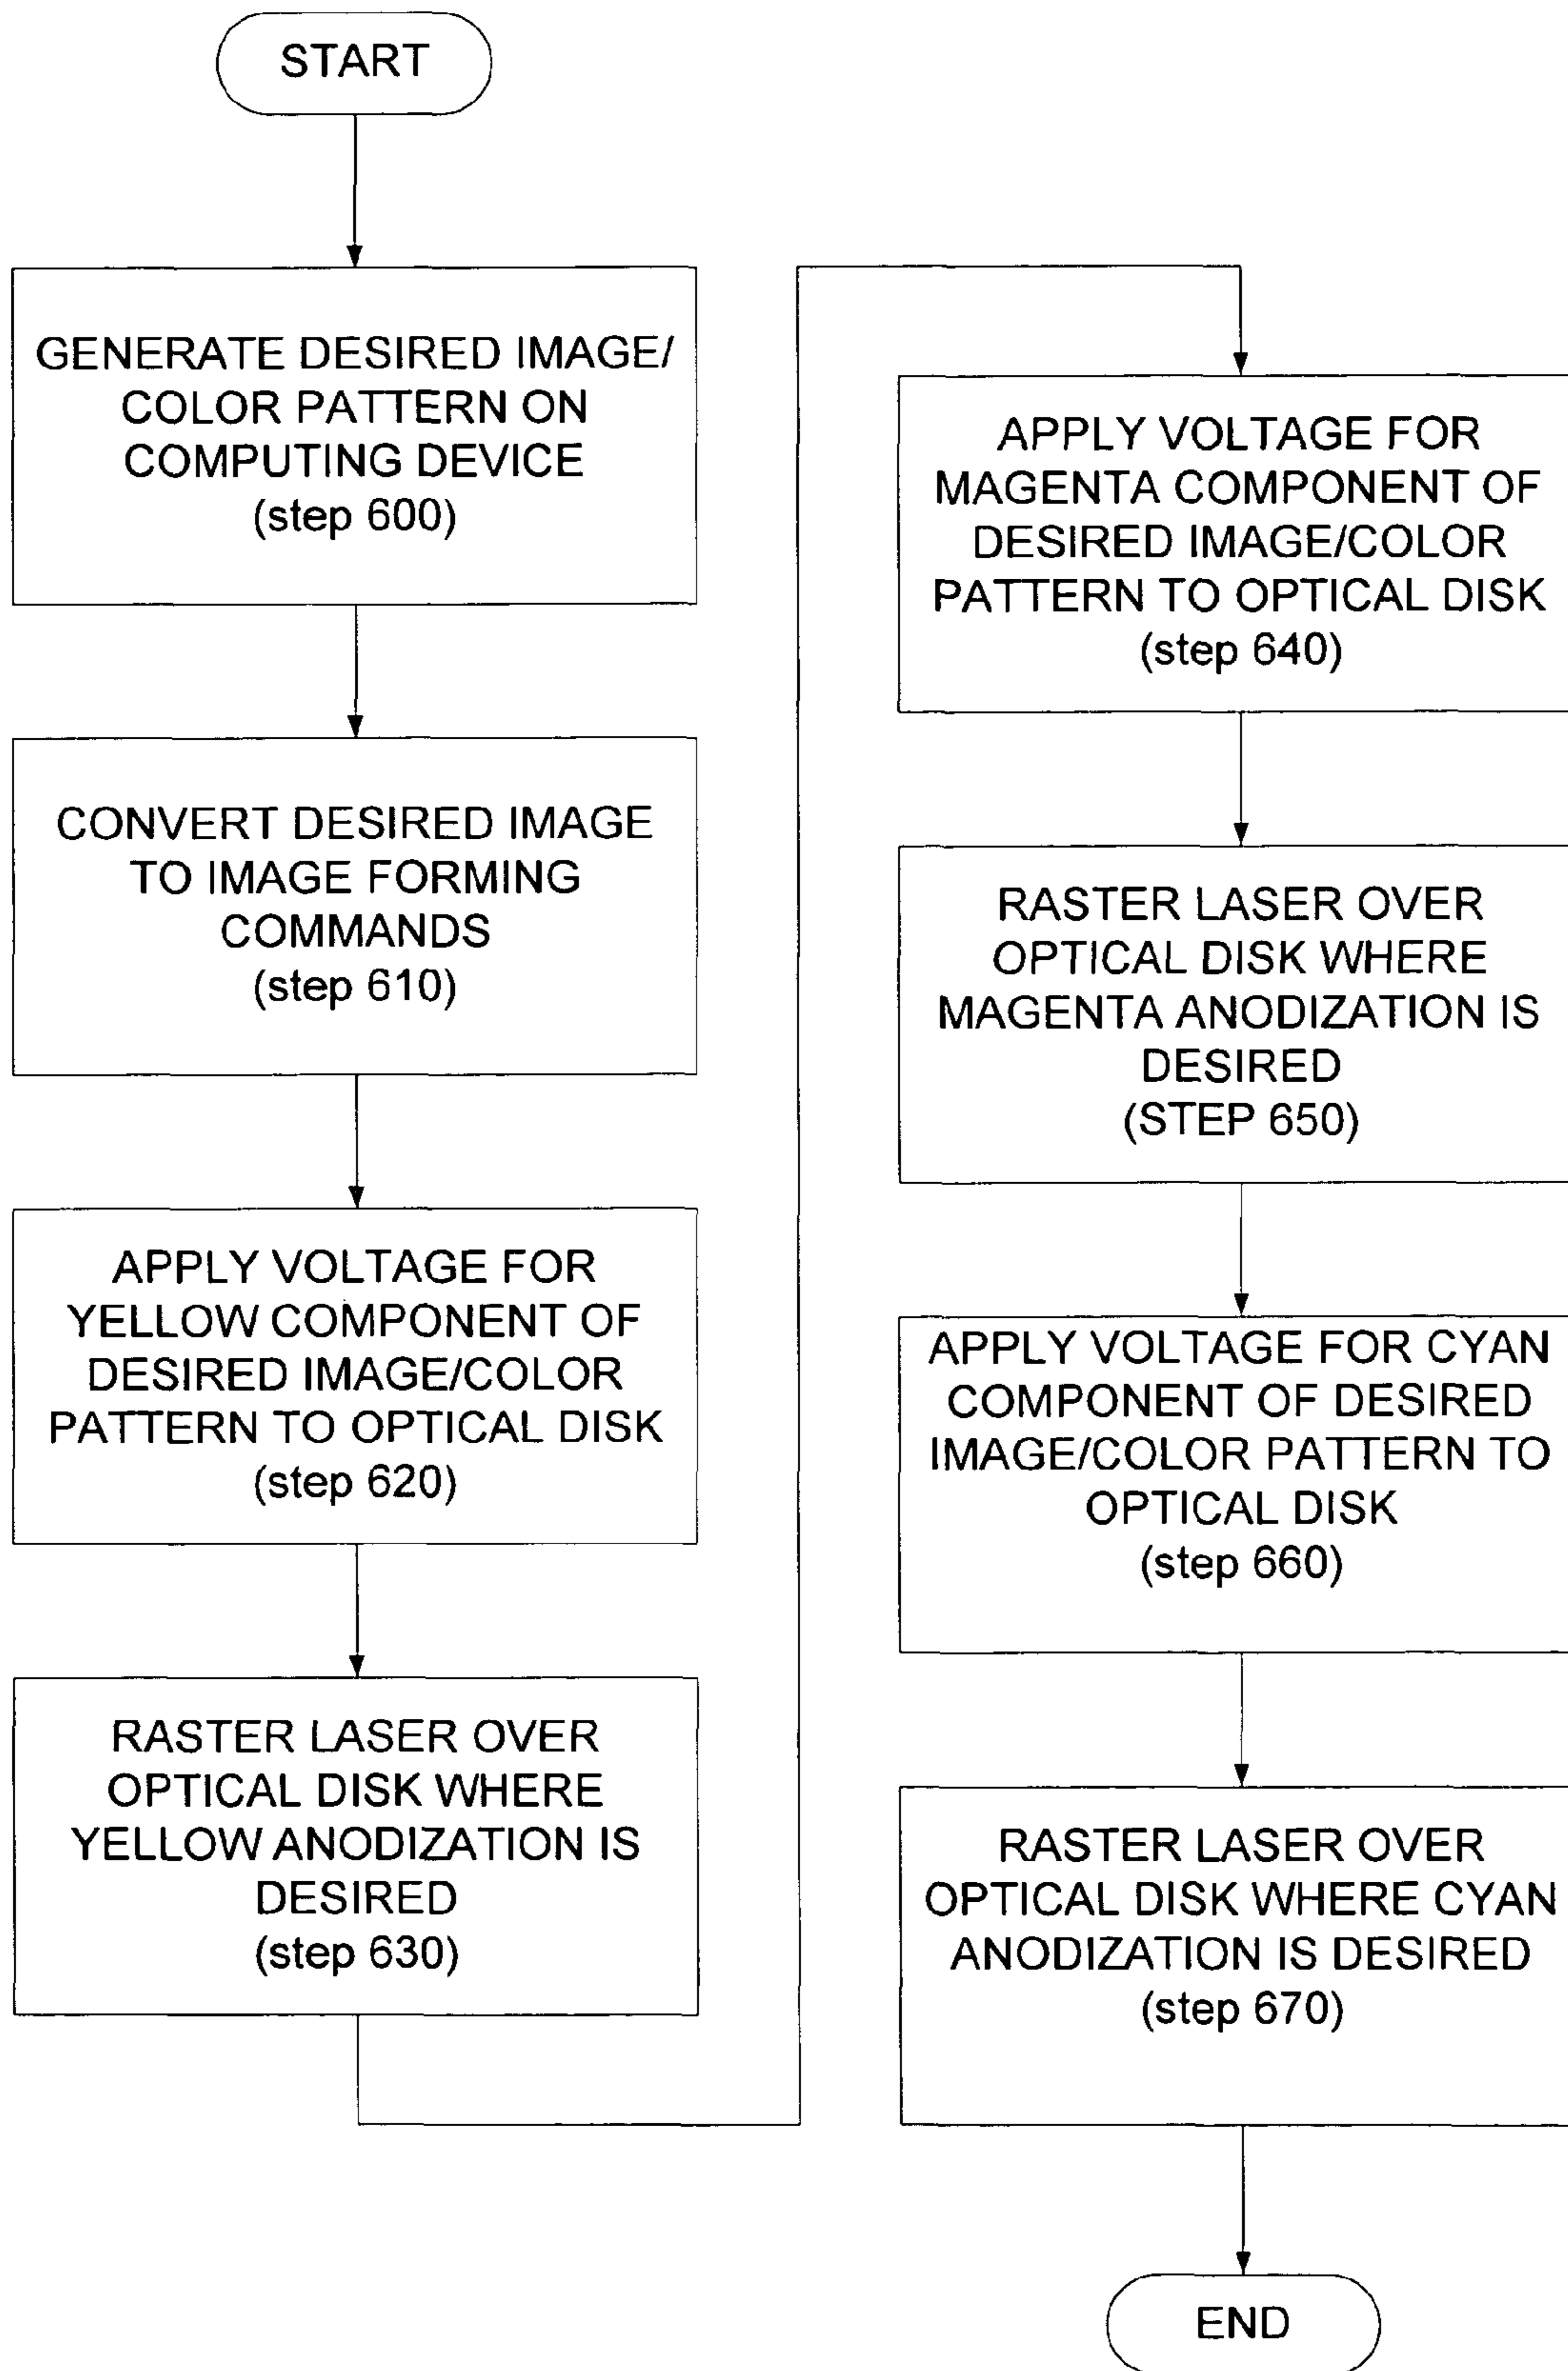 START
GENERATE DESIRED IMAGE/
COLOR PATTERN ON
COMPUTING DEVICE
(step 600)
CONVERT DESIRED IMAGE
TO IMAGE FORMING
COMMANDS
(step 610)
APPLY VOLTAGE FOR
YELLOW COMPONENT OF
DESIRED IMAGE/COLOR
PATTERN TO OPTICAL DISK
(step 620)
RASTER LASER OVER
OPTICAL DISK WHERE
YELLOW ANODIZATION IS
DESIRED
(step 630)
APPLY VOLTAGE FOR
MAGENTA COMPONENT OF
DESIRED IMAGE/COLOR
PATTERN TO OPTICAL DISK
(step 640)
RASTER LASER OVER
OPTICAL DISK WHERE
MAGENTA ANODIZATION IS
DESIRED
(STEP 650)
APPLY VOLTAGE FOR CYAN
COMPONENT OF DESIRED
IMAGE/COLOR PATTERN TO
OPTICAL DISK
(step 660)
RASTER LASER OVER
OPTICAL DISK WHERE CYAN
ANODIZATION IS DESIRED
(step 670)
END